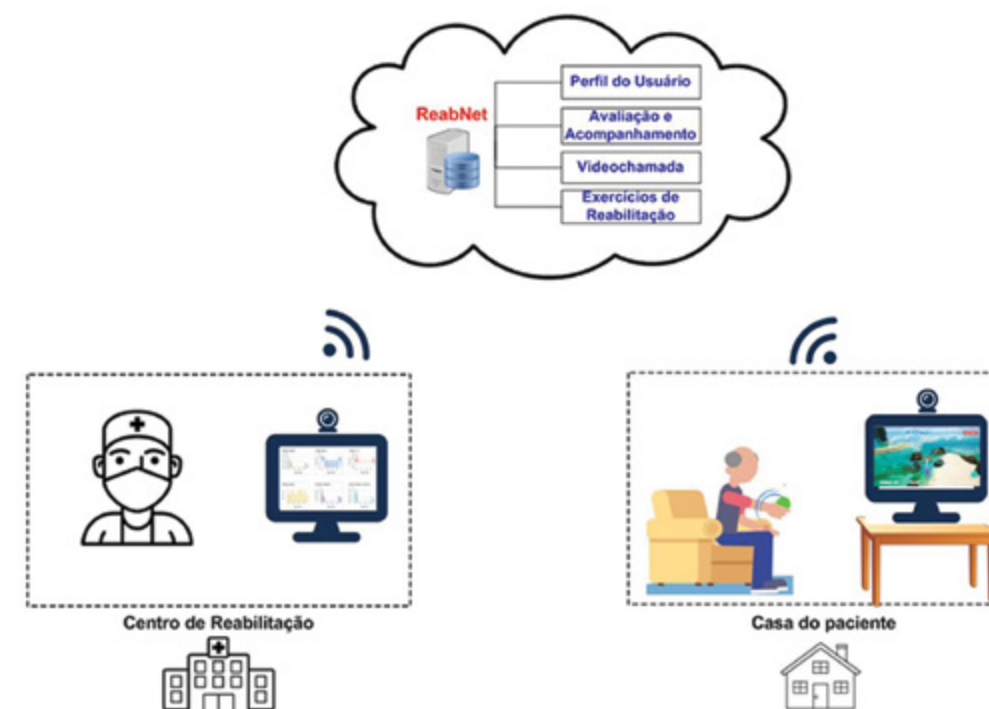 Perfil do Usuário
ReabNet
Avaliação e
Acompanhamento
Videochamada
Exercícios de
Reabilitação
Centro de Reabilitação
Casa do paciente